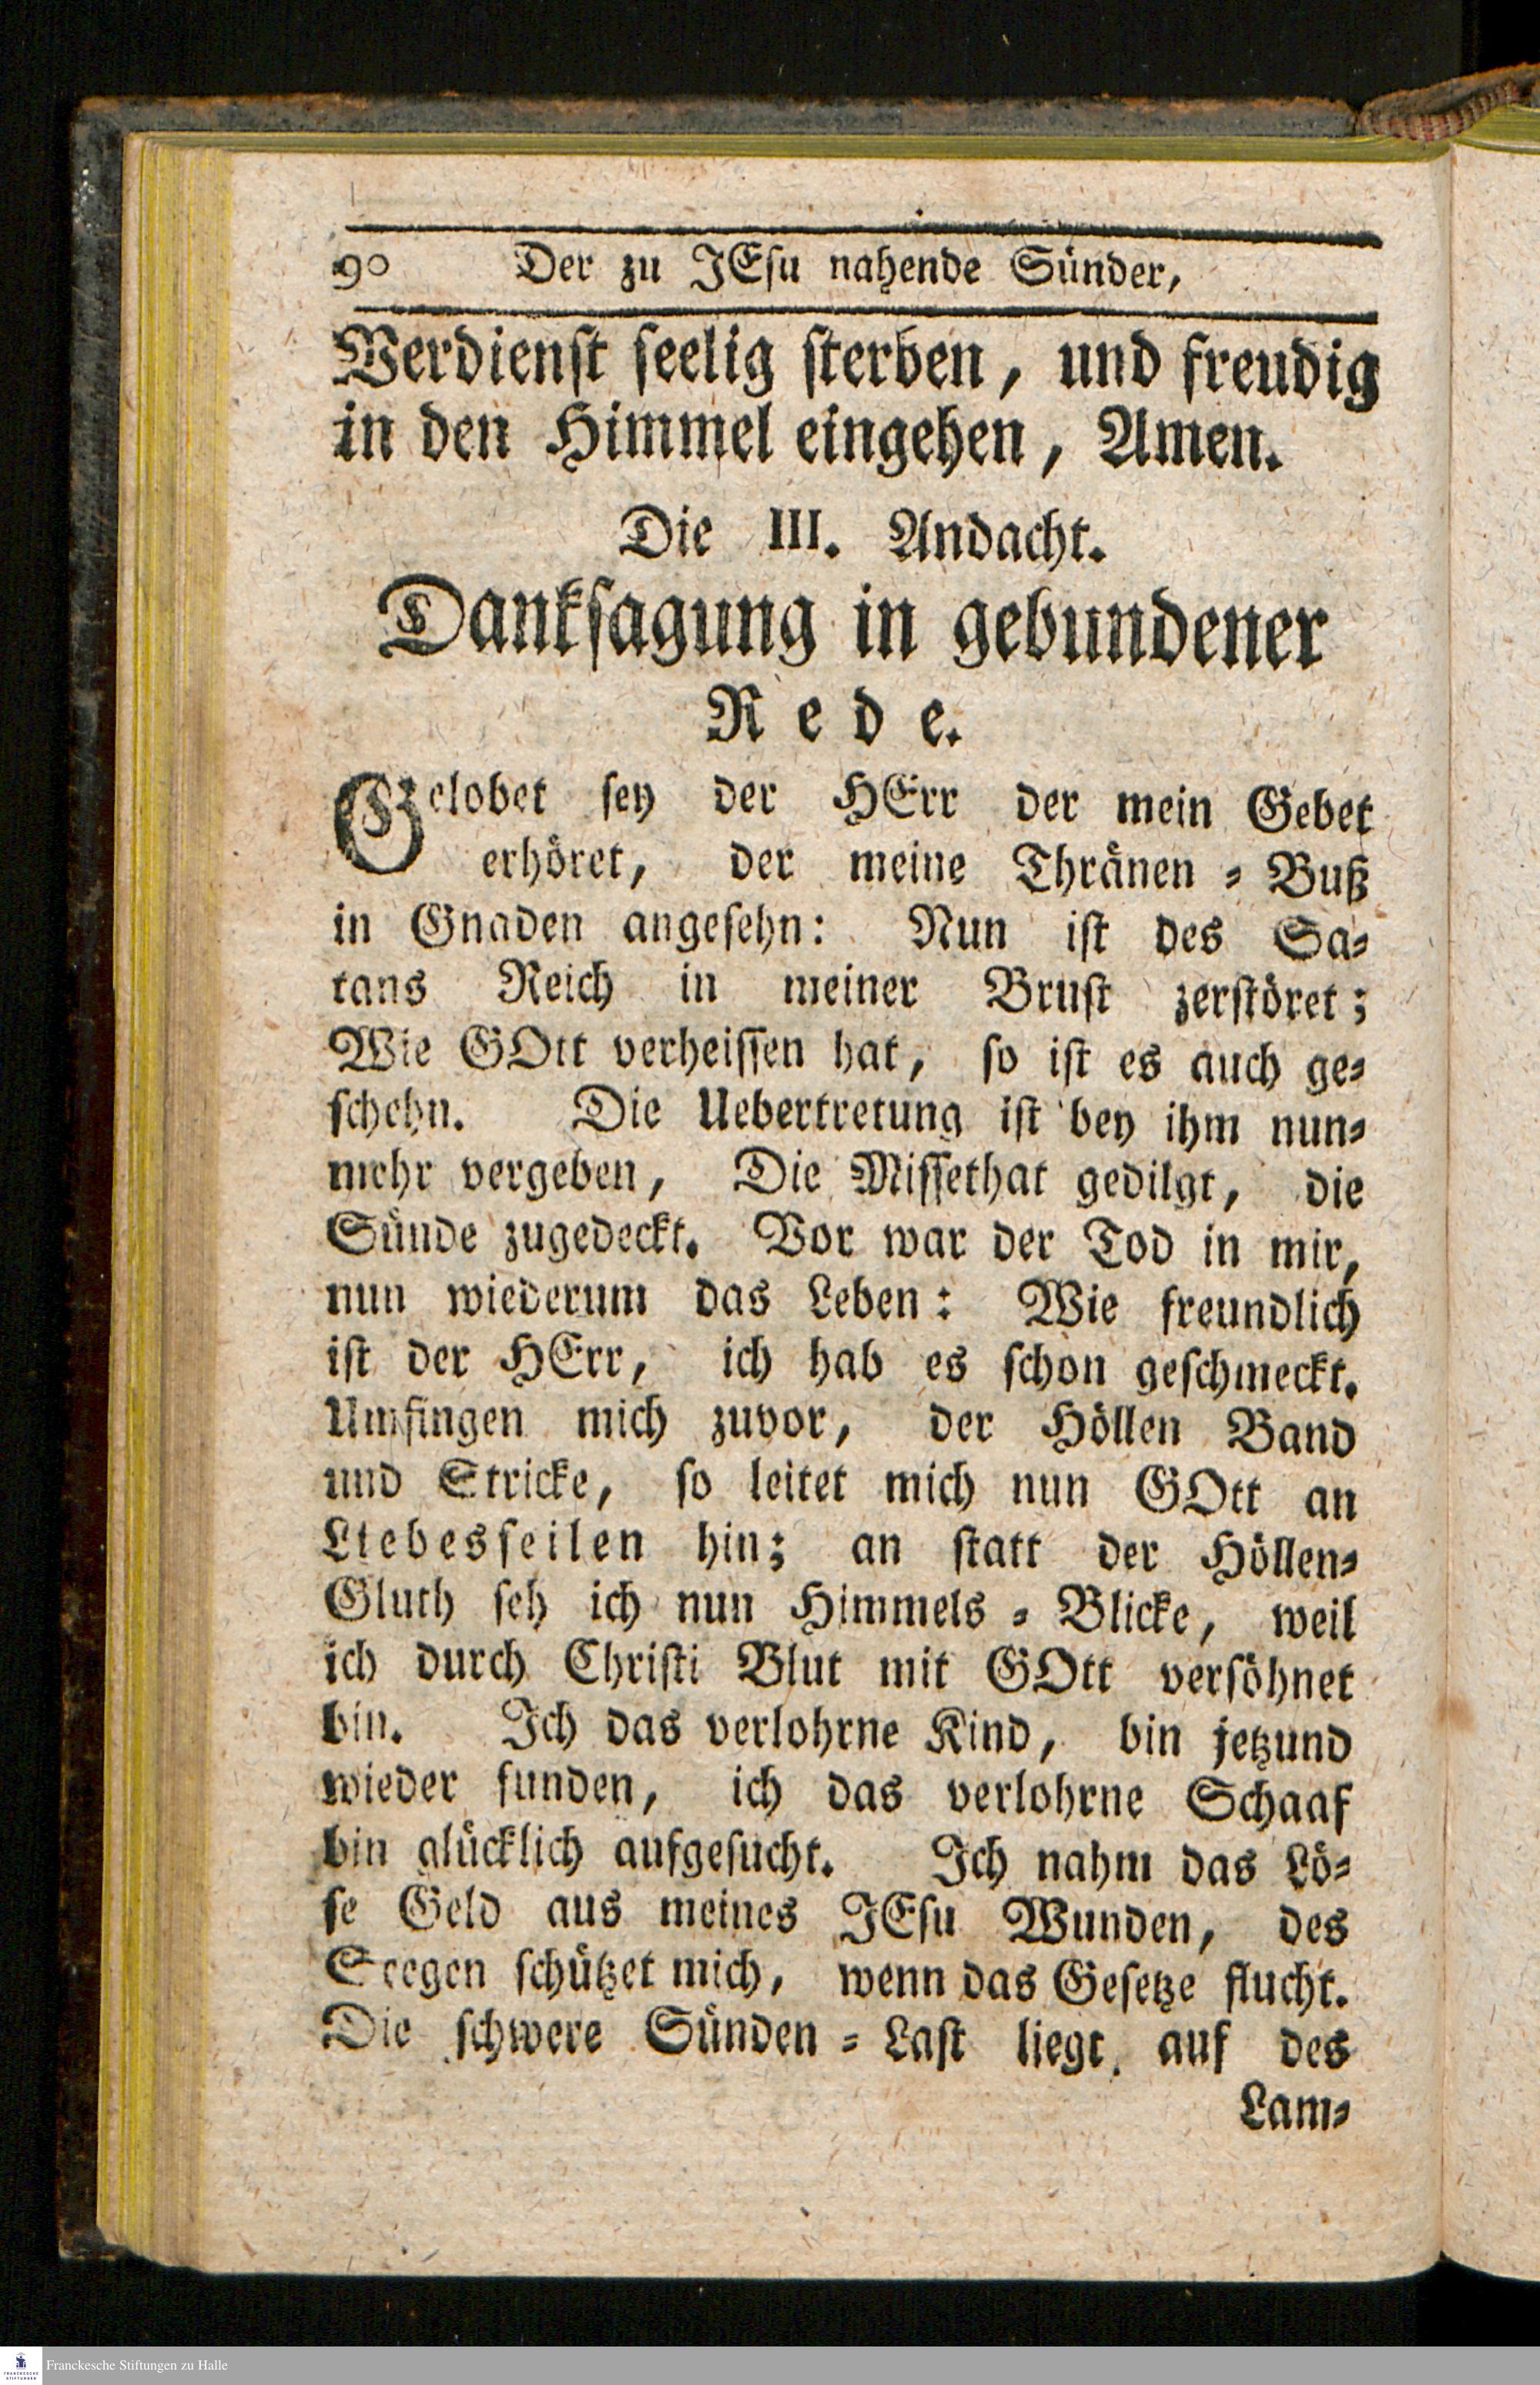 90 Der zu JEsu nahende Sünder,
Verdienst seelig sterben, und freudig
in den Himmel eingehen, Amen.
Die III. Andacht.
Danksagung in gebundener
Rede.
Gelobet sey der HErr der mein Gebet
erhöret, der meine Thränen-Buß
in Gnaden angesehn: Nun ist des Sa-
tans Reich in meiner Brust zerstöret;
Wie GOtt verheissen hat, so ist es auch ge-
schehn. Die Uebertretung ist bey ihm nun-
mehr vergeben, Die Missethat gedilgt, die
Sünde zugedeckt. Vor war der Tod in mir,
nun wiederum das Leben: Wie freundlich
ist der HErr, ich hab es schon geschmeckt.
Umfingen mich zuvor, der Höllen Band
und Stricke, so leitet mich nun GOtt an
Liebesseilen hin; an statt der Höllen-
Gluth seh ich nun Himmels-Blicke, weil
ich durch Christi Blut mit GOtt versöhnet
bin. Ich das verlohrne Kind, bin jetzund
wieder funden, ich das verlohrne Schaaf
bin glücklich aufgesucht. Ich nahm das Lö-
se Geld aus meines JEsu Wunden, des
Seegen schützet mich, wenn das Gesetze flucht.
Die schwere Sünden-Last liegt auf des
Lam-
FRANCKESCHE
STIFTUNGEN
Franckesche Stiftungen zu Halle